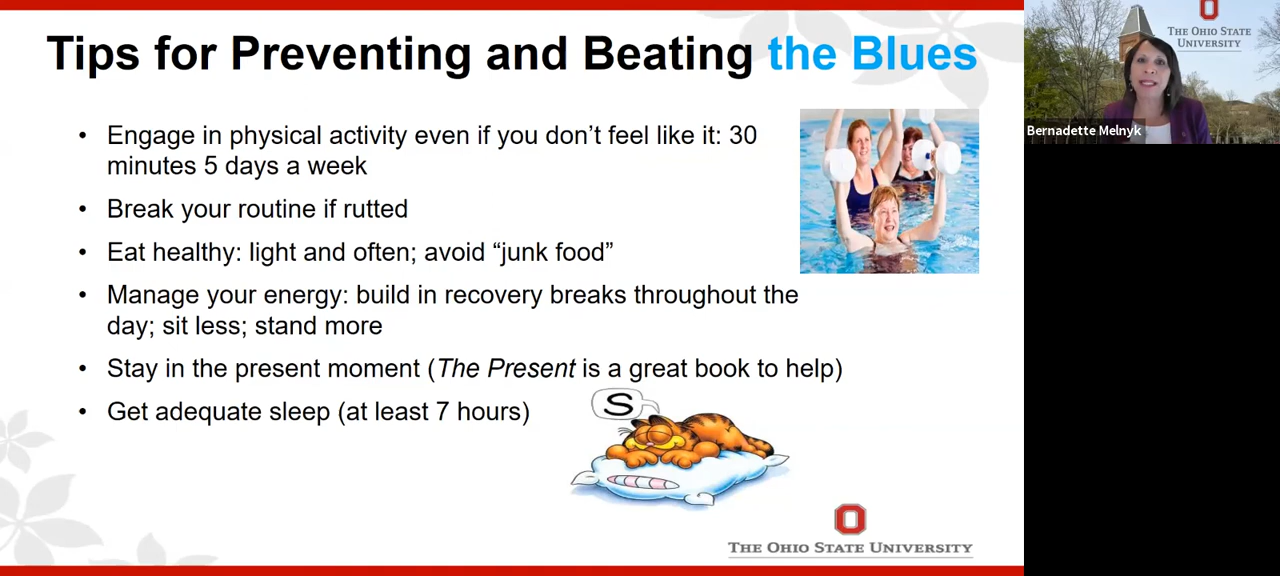 Tips for Preventing and Beating the Blues
• Engage in physical activity even if you don’t feel like it: 30
minutes 5 days a week
• Break your routine if rutted
• Eat healthy: light and often; avoid “junk food”
• Manage your energy: build in recovery breaks throughout the
day; sit less; stand more
• Stay in the present moment (The Present is a great book to help)
• Get adequate sleep (at least 7 hours)
S
THE OHIO STATE UNIVERSITY
THE OHIO STATE
UNIVERSITY
Bernadette Melnyk